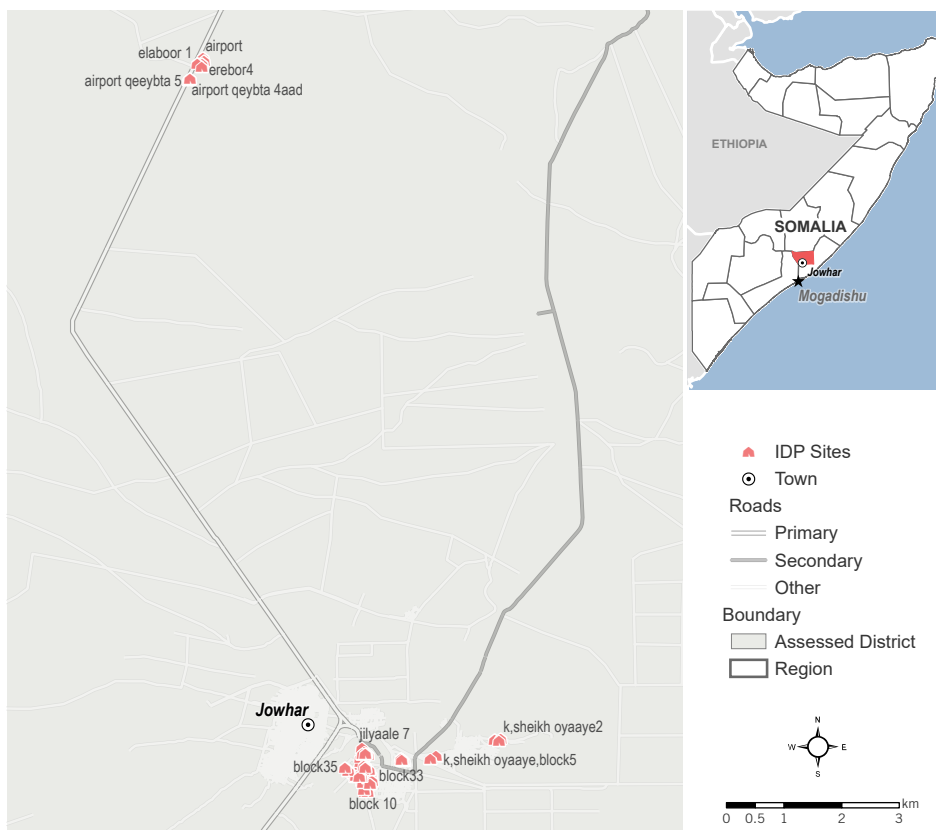 airport
elaboor 1
erebor4
airport qeeybta 5
airport qeybta 4aad
Jowhar
jilyaale 7
k,sheikh oyaaye2
k,sheikh oyaaye,block5
block35
block33
block 10
ETHIOPIA
SOMALIA
Jowhar
Mogadishu
IDP Sites
Town
Roads
Primary
Secondary
Other
Boundary
Assessed District
Region
N
W E
S
km
0 0.5 1 2 3